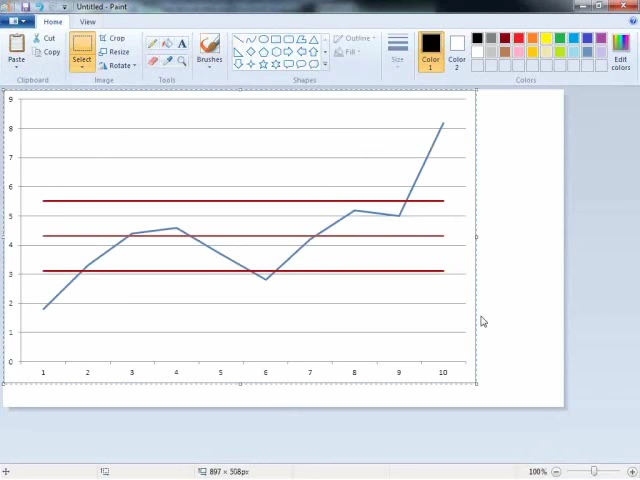 Untitled - Paint
Home View
Paste
Cut
Copy
Clipboard
Select
Crop
Resize
Rotate
Image
A
Tools
Brushes
Outline
Fill
Shapes
Size
Color 1
Color 2
Edit colors
Colors
9
8
7
6
5
4
3
2
1
0
1 2 3 4 5 6 7 8 9 10
897 × 508px
100%